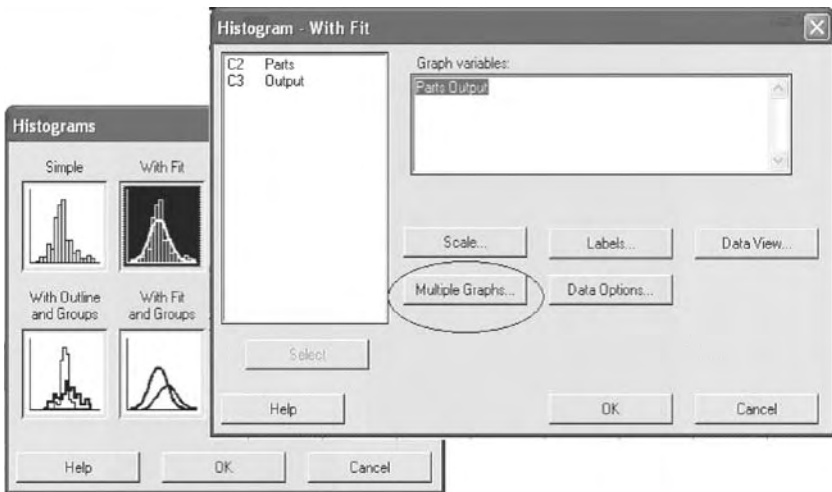 Histogram - With Fit
C2 Parts
C3 Output
Graph variables:
Parts Output
Scale...
Labels...
Data View...
Multiple Graphs...
Data Options...
Select
Help
OK
Cancel
Histograms
Simple
With Fit
With Outline
and Groups
With Fit
and Groups
Help
OK
Cancel